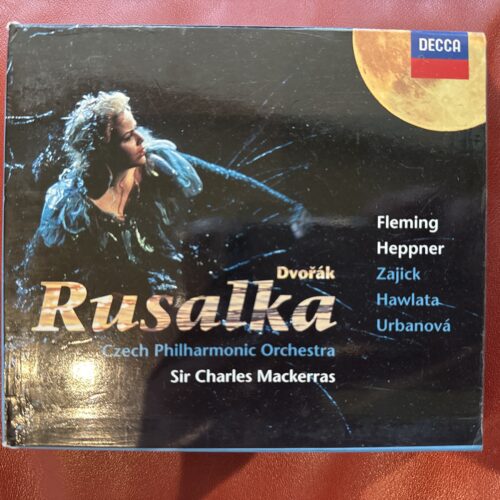 DECCA
Fleming
Heppner
Zajick
Hawlata
Urbanová
Dvořák
Rusalka
Czech Philharmonic Orchestra
Sir Charles Mackerras